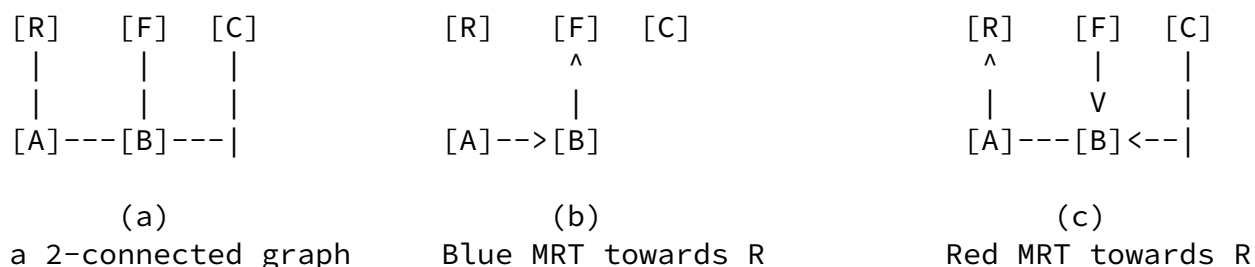 [R]     [F]   [C]          [R]     [F]   [C]                 [R]     [F]   [C]
 |       |     |                    ^                         ^       |     |
 |       |     |                    |                         |       V     |
[A]---[B]---|              [A]-->[B]                         [A]---[B]<--|
(a)                        (b)                               (c)
a 2-connected graph     Blue MRT towards R          Red MRT towards R